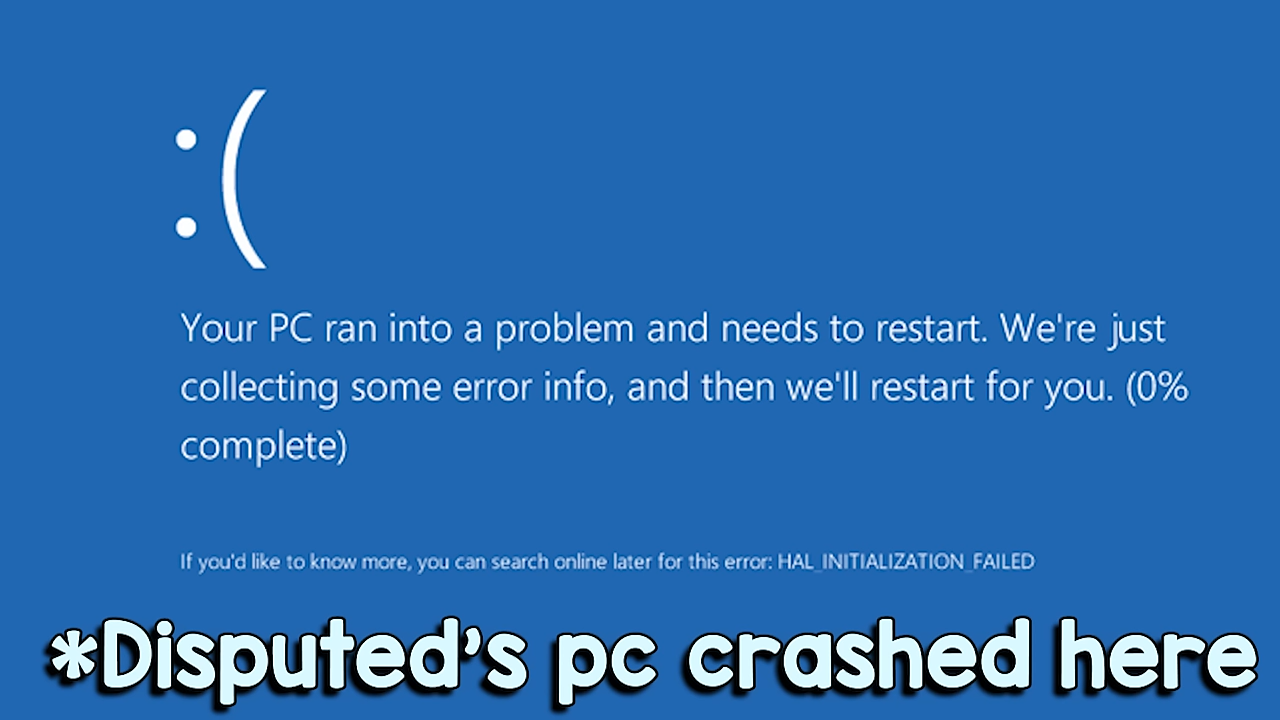 :(
Your PC ran into a problem and needs to restart. We're just
collecting some error info, and then we'll restart for you. (0%
complete)
If you'd like to know more, you can search online later for this error: HAL_INITIALIZATION_FAILED
*Disputed's pc crashed here